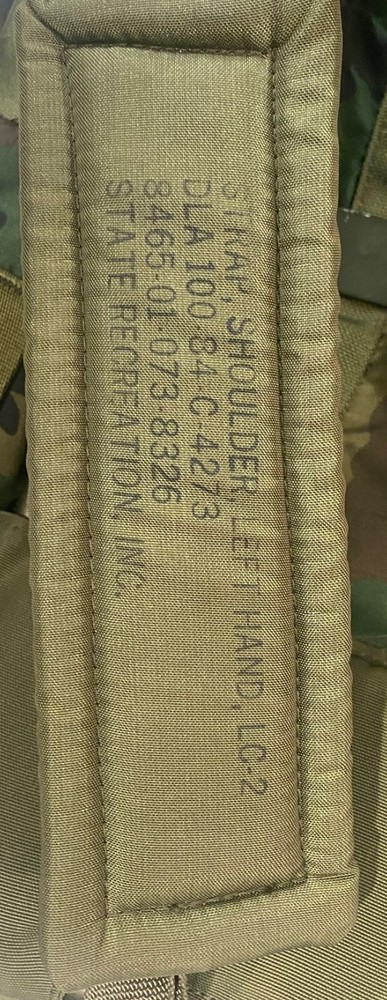 STRAP, SHOULDER LEFT HAND, LC-2
DLA 100-84-C-4273
8465-01-073-8326
STATE RECREATION, INC.